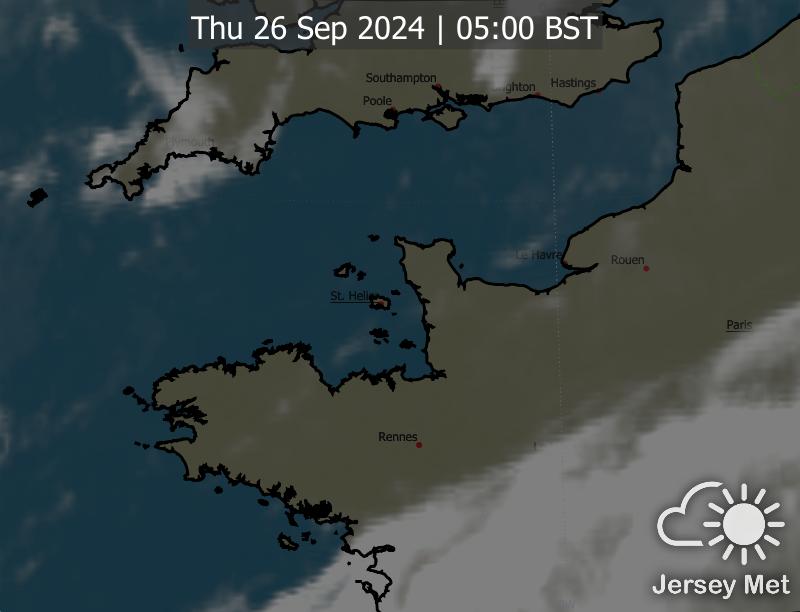 Thu 26 Sep 2024 | 05:00 BST
Southampton
Hastings
Poole
Le Havre
Rouen
St. Helier
Paris
Rennes
Jersey Met